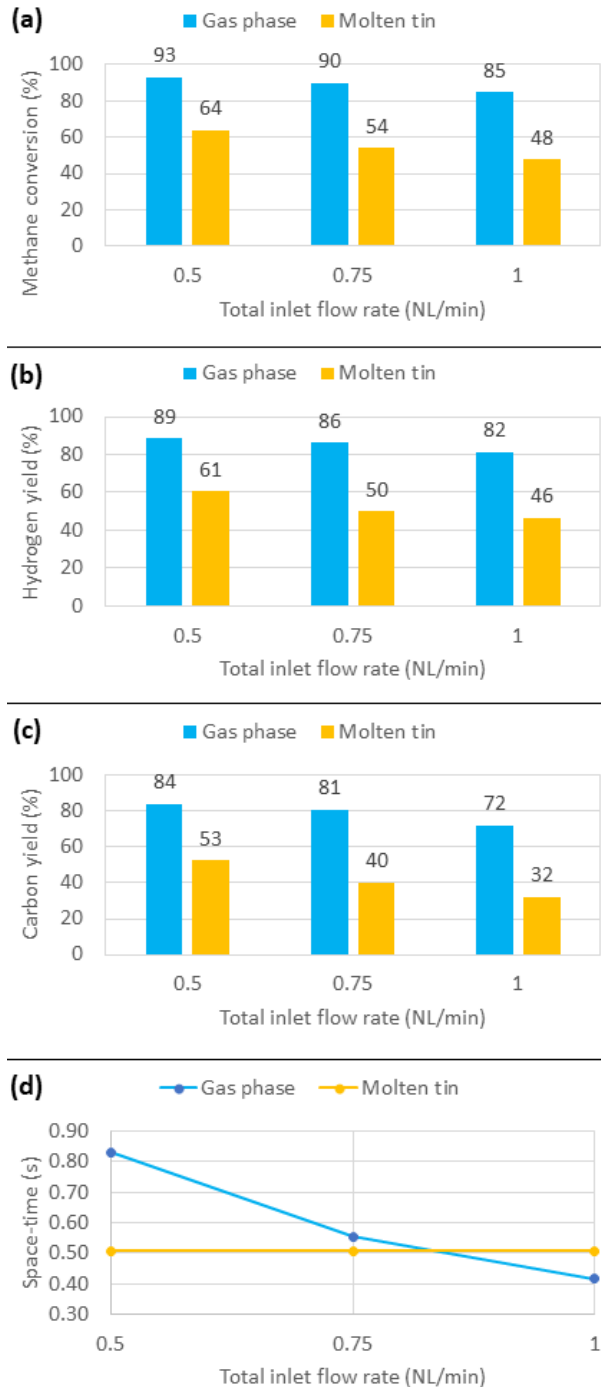 (a)
Gas phase Molten tin
Methane conversion (%)
100
80
60
40
20
0
93 64 90 54 85 48
0.5 0.75 1
Total inlet flow rate (NL/min)
(b)
Gas phase Molten tin
Hydrogen yield (%)
100
80
60
40
20
0
89 61 86 50 82 46
0.5 0.75 1
Total inlet flow rate (NL/min)
(c)
Gas phase Molten tin
Carbon yield (%)
100
80
60
40
20
0
84 53 81 40 72 32
0.5 0.75 1
Total inlet flow rate (NL/min)
(d)
Gas phase Molten tin
Space-time (s)
0.90
0.80
0.70
0.60
0.50
0.40
0.30
0.5 0.75 1
Total inlet flow rate (NL/min)